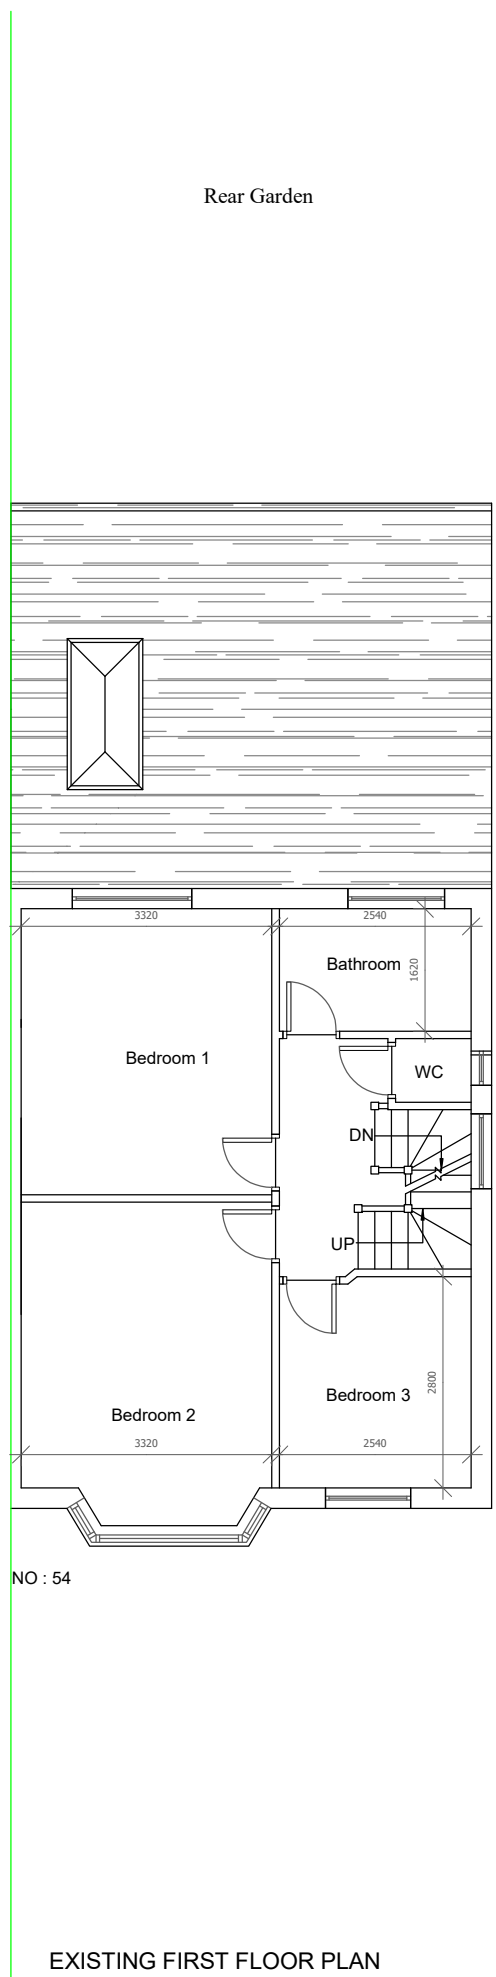 Rear Garden
3320
2540
Bathroom
1620
Bedroom 1
WC
DN
UP
2800
Bedroom 3
Bedroom 2
3320
2540
NO : 54
EXISTING FIRST FLOOR PLAN